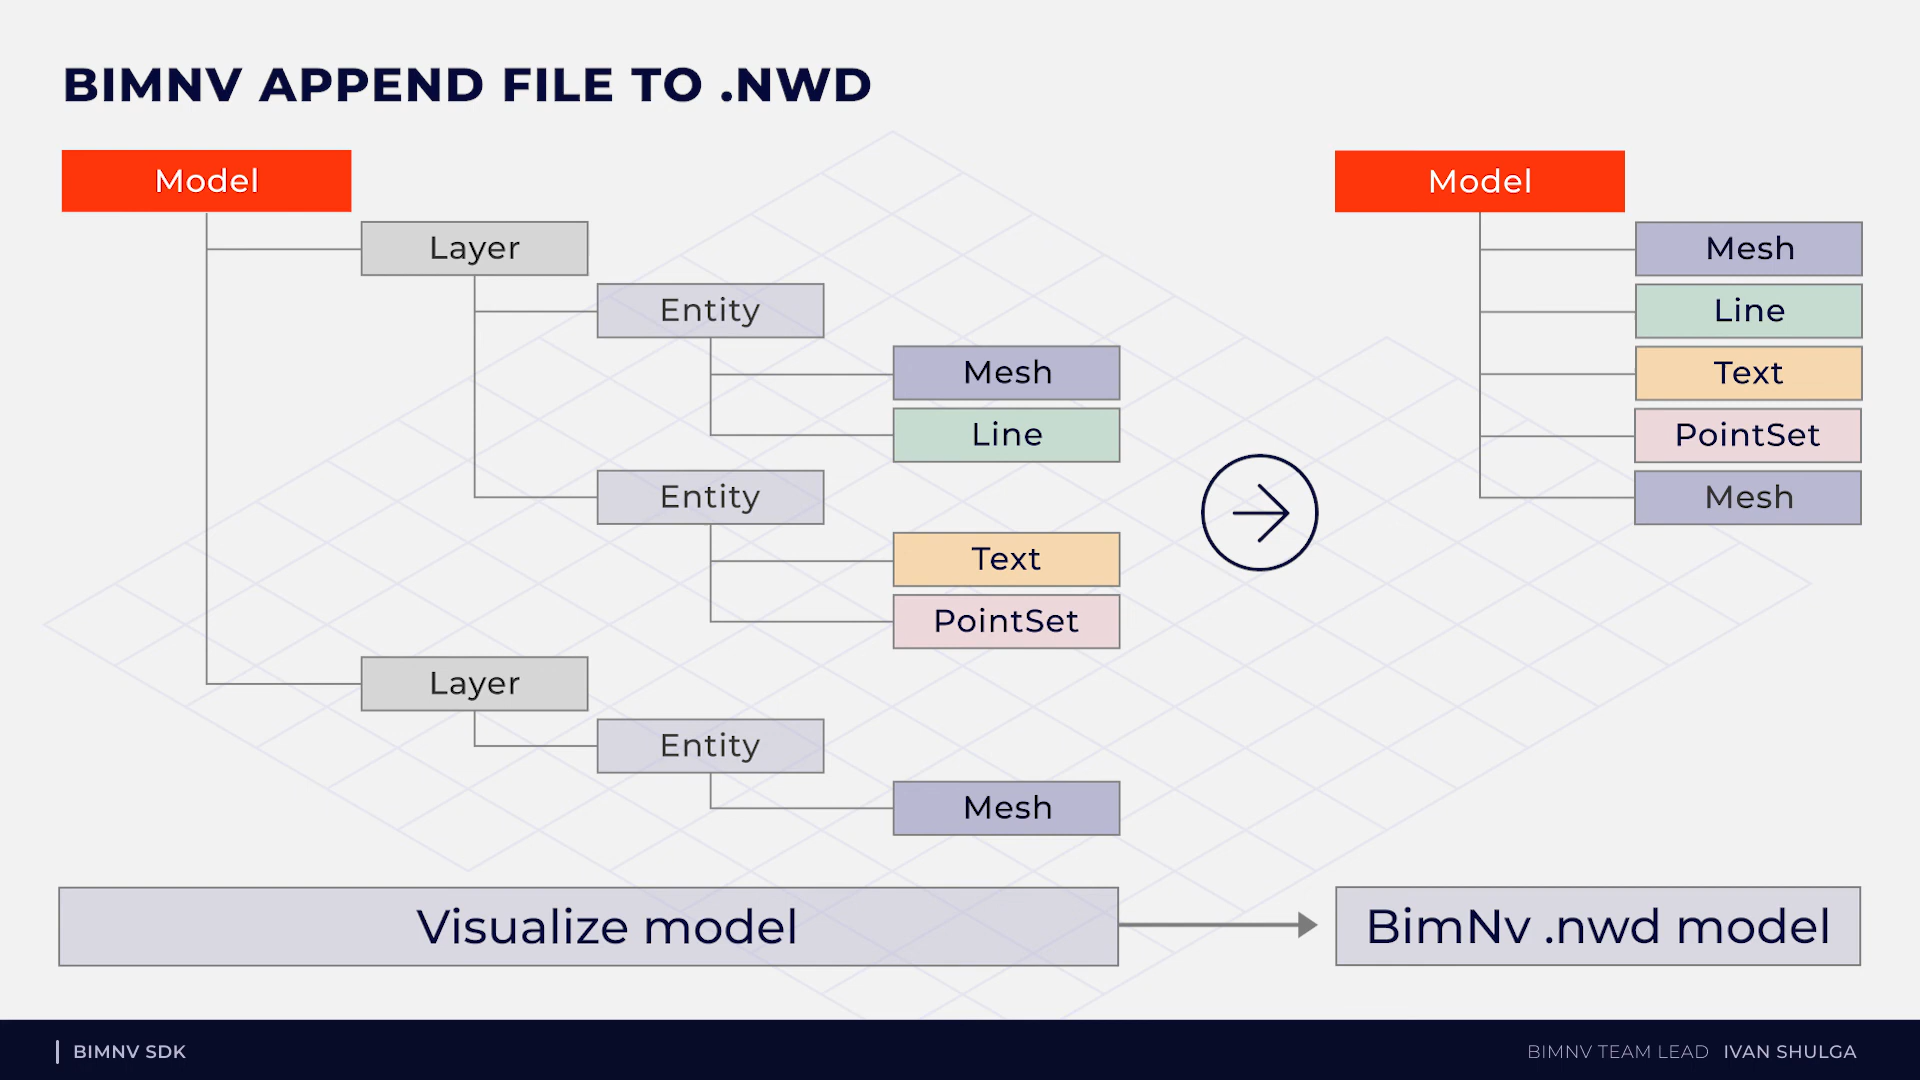 BIMNV APPEND FILE TO .NWD
Model
Layer
Entity
Mesh
Line
Entity
Text
PointSet
Layer
Entity
Mesh
Model
Mesh
Line
Text
PointSet
Mesh
Visualize model
BimNv .nwd model
BIMNV SDK
BIMNV TEAM LEAD IVAN SHULGA